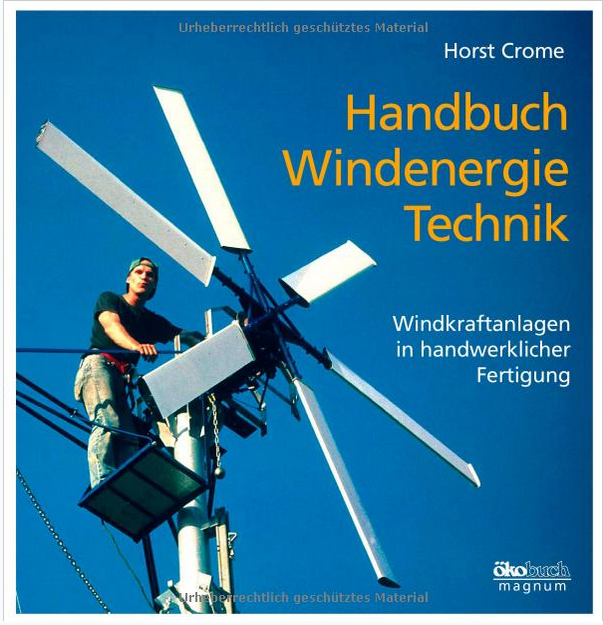 Urheberrechtlich geschütztes Material
Horst Crome
Handbuch
Windenergie
Technik
Windkraftanlagen
in handwerklicher
Fertigung
ökobuch
magnum
Urheberrechtlich geschütztes Material